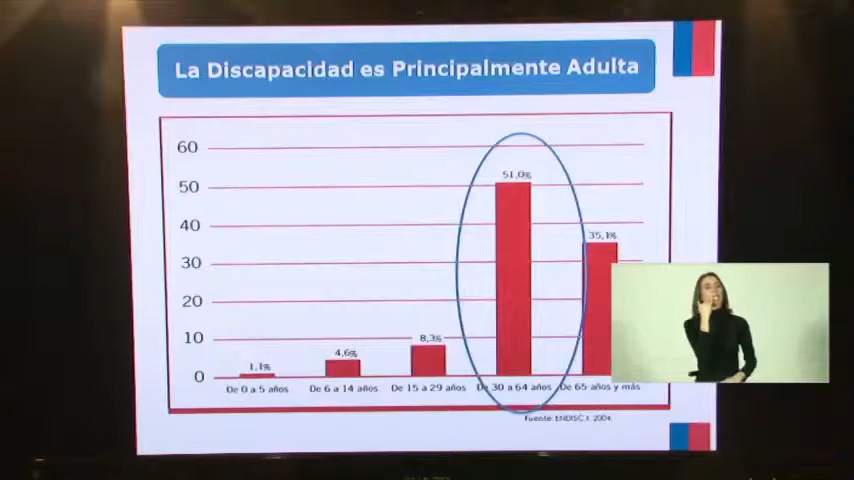 La Discapacidad es Principalmente Adulta
60
50
40
30
20
10
0
1,1%
4,6%
8,3%
51,0%
35,1%
De 0 a 5 años
De 6 a 14 años
De 15 a 29 años
De 30 a 64 años
De 65 años y más
Fuente: ENDISC I, 2004